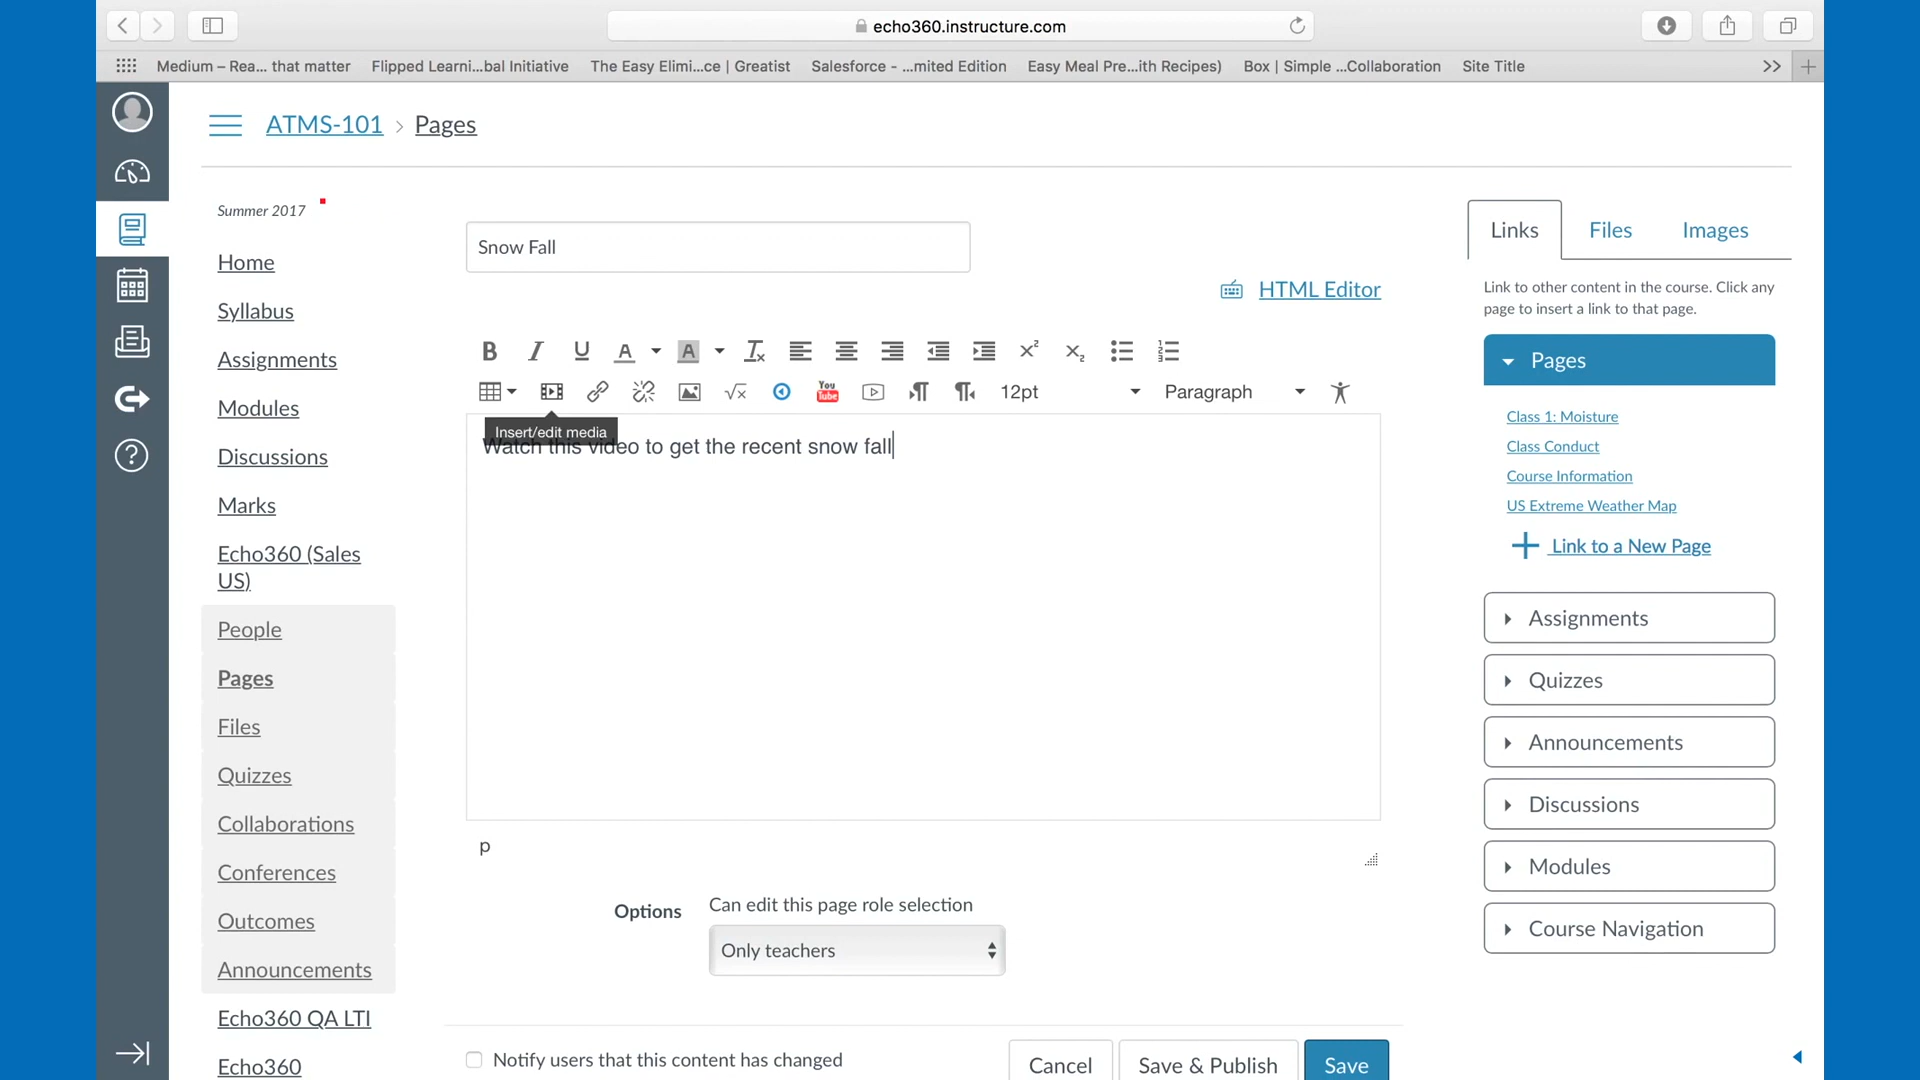 echo360.instructure.com
Medium – Rea... that matter
Flipped Learni...bal Initiative
The Easy Elimi...ce | Greatist
Salesforce - ...mited Edition
Easy Meal Pre...ith Recipes)
Box | Simple ...Collaboration
Site Title
ATMS-101 > Pages
Summer 2017
Home
Syllabus
Assignments
Modules
Discussions
Marks
Echo360 (Sales
US)
People
Pages
Files
Quizzes
Collaborations
Conferences
Outcomes
Announcements
Echo360 QA LTI
Echo360
Snow Fall
HTML Editor
12pt
Paragraph
Insert/edit media
Watch this video to get the recent snow fall
p
Options
Can edit this page role selection
Only teachers
Notify users that this content has changed
Cancel
Save & Publish
Save
Links
Files
Images
Link to other content in the course. Click any
page to insert a link to that page.
Pages
Class 1: Moisture
Class Conduct
Course Information
US Extreme Weather Map
Link to a New Page
Assignments
Quizzes
Announcements
Discussions
Modules
Course Navigation